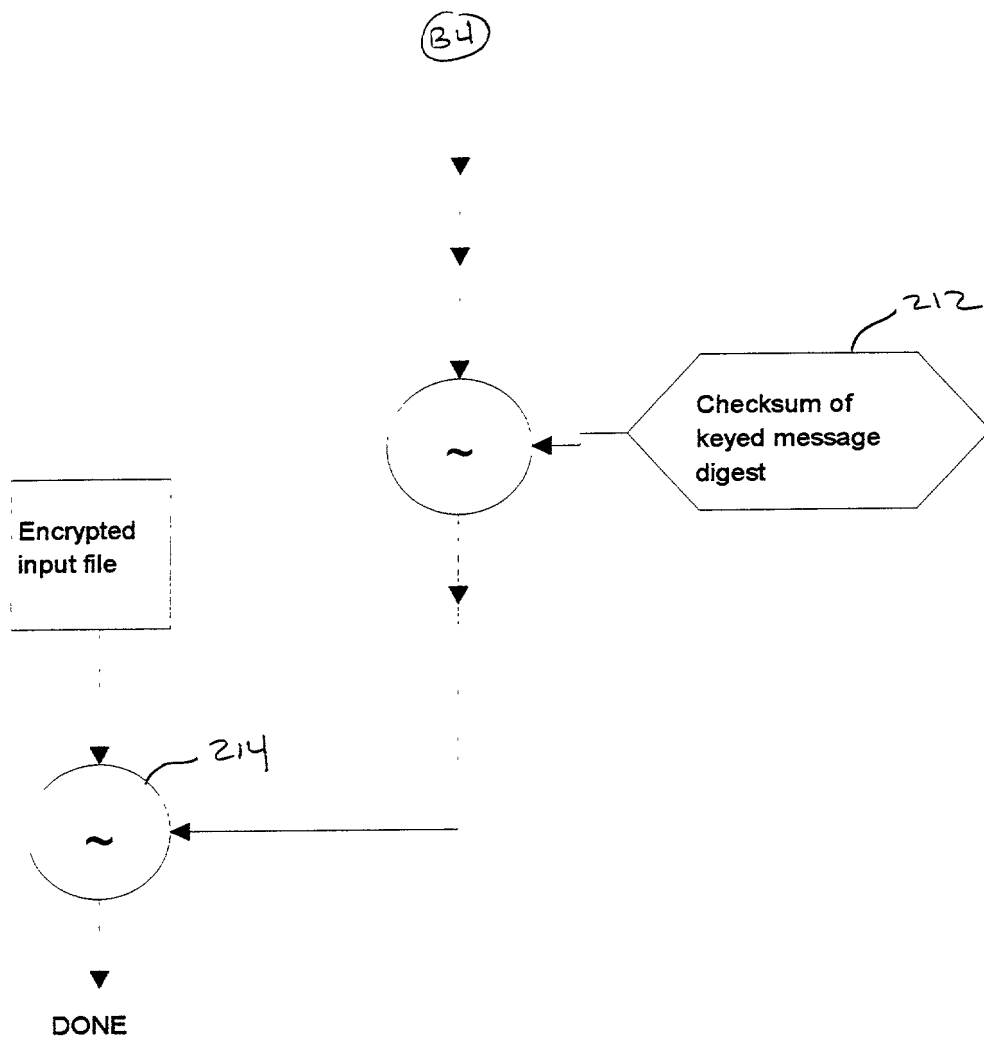 B4
212
Checksum of
keyed message
digest
~
Encrypted
input file
214
~
DONE